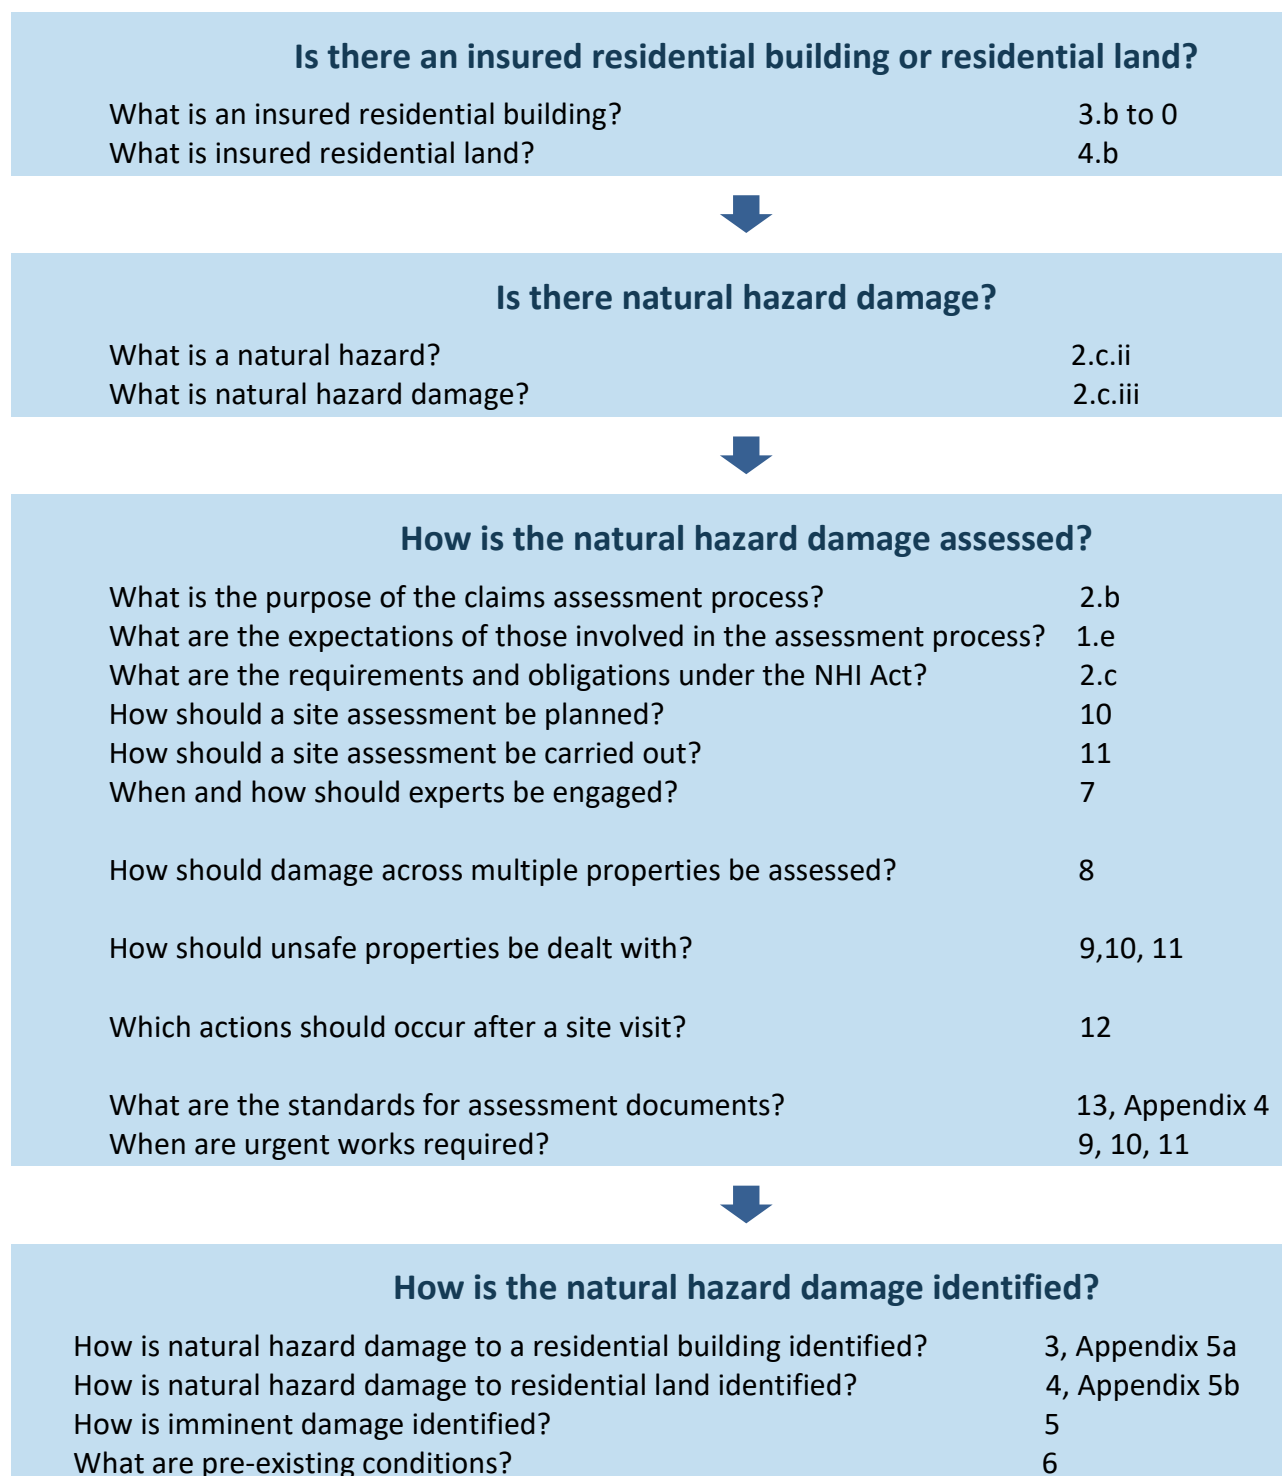 Is there an insured residential building or residential land?
What is an insured residential building? 3.b to 0
What is insured residential land? 4.b
Is there natural hazard damage?
What is a natural hazard? 2.c.ii
What is natural hazard damage? 2.c.iii
How is the natural hazard damage assessed?
What is the purpose of the claims assessment process? 2.b
What are the expectations of those involved in the assessment process? 1.e
What are the requirements and obligations under the NHI Act? 2.c
How should a site assessment be planned? 10
How should a site assessment be carried out? 11
When and how should experts be engaged? 7
How should damage across multiple properties be assessed? 8
How should unsafe properties be dealt with? 9,10, 11
Which actions should occur after a site visit? 12
What are the standards for assessment documents? 13, Appendix 4
When are urgent works required? 9, 10, 11
How is the natural hazard damage identified?
How is natural hazard damage to a residential building identified? 3, Appendix 5a
How is natural hazard damage to residential land identified? 4, Appendix 5b
How is imminent damage identified? 5
What are pre-existing conditions? 6